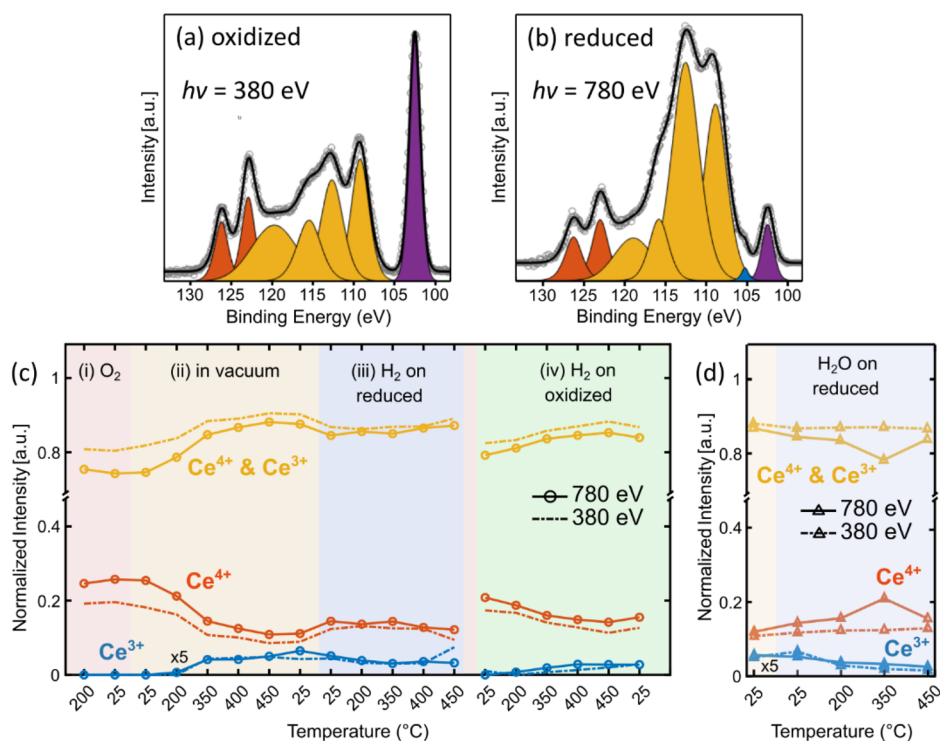 (a) oxidized
hν = 380 eV
Intensity [a.u.]
130 125 120 115 110 105 100
Binding Energy (eV)
(b) reduced
hν = 780 eV
Intensity [a.u.]
130 125 120 115 110 105 100
Binding Energy (eV)
(c)
(i) O₂
(ii) in vacuum
(iii) H₂ on
reduced
(iv) H₂ on
oxidized
1
0.8
0.4
0.2
0
Normalized Intensity [a.u.]
Ce⁴⁺ & Ce³⁺
780 eV
380 eV
Ce⁴⁺
Ce³⁺
x5
200 25 25 200 350 400 450 25 25 200 350 400 450 25 200 350 400 450 25
Temperature (°C)
(d)
H₂O on
reduced
1
0.8
0.4
0.2
0
Normalized Intensity [a.u.]
Ce⁴⁺ & Ce³⁺
780 eV
380 eV
Ce⁴⁺
Ce³⁺
x5
25 25 200 350 450
Temperature (°C)